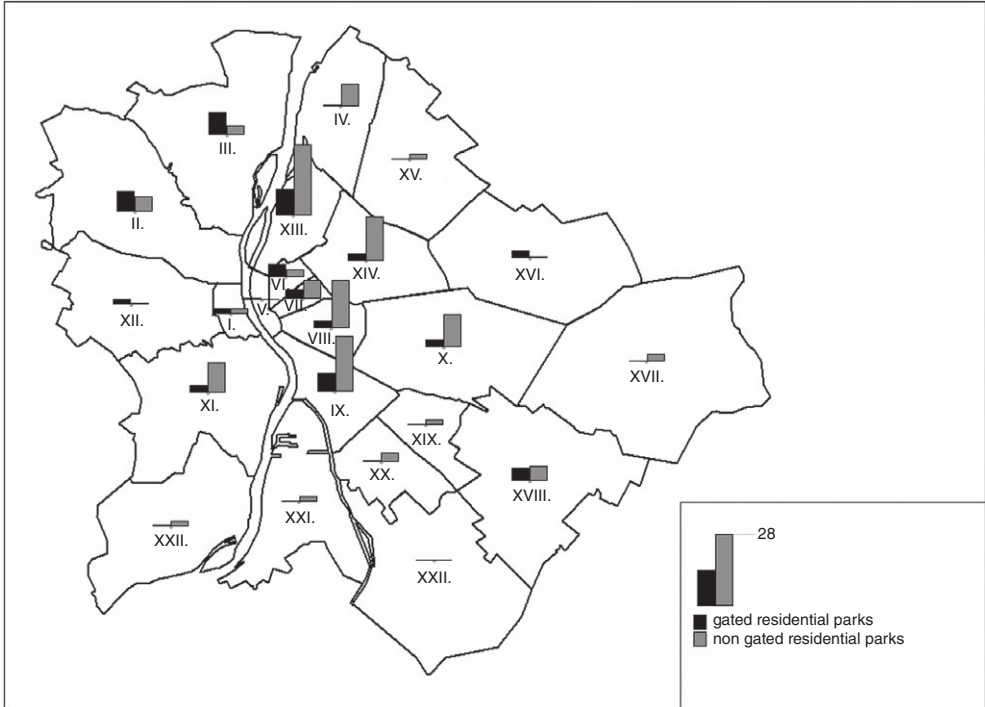 IV.
III.
XV.
II.
XIII.
XIV.
XVI.
VI.
VII.
V.
XII.
I.
VIII.
X.
XVII.
XI.
IX.
XIX.
XX.
XVIII.
XXI.
XXII.
XXII.
28
gated residential parks
non gated residential parks